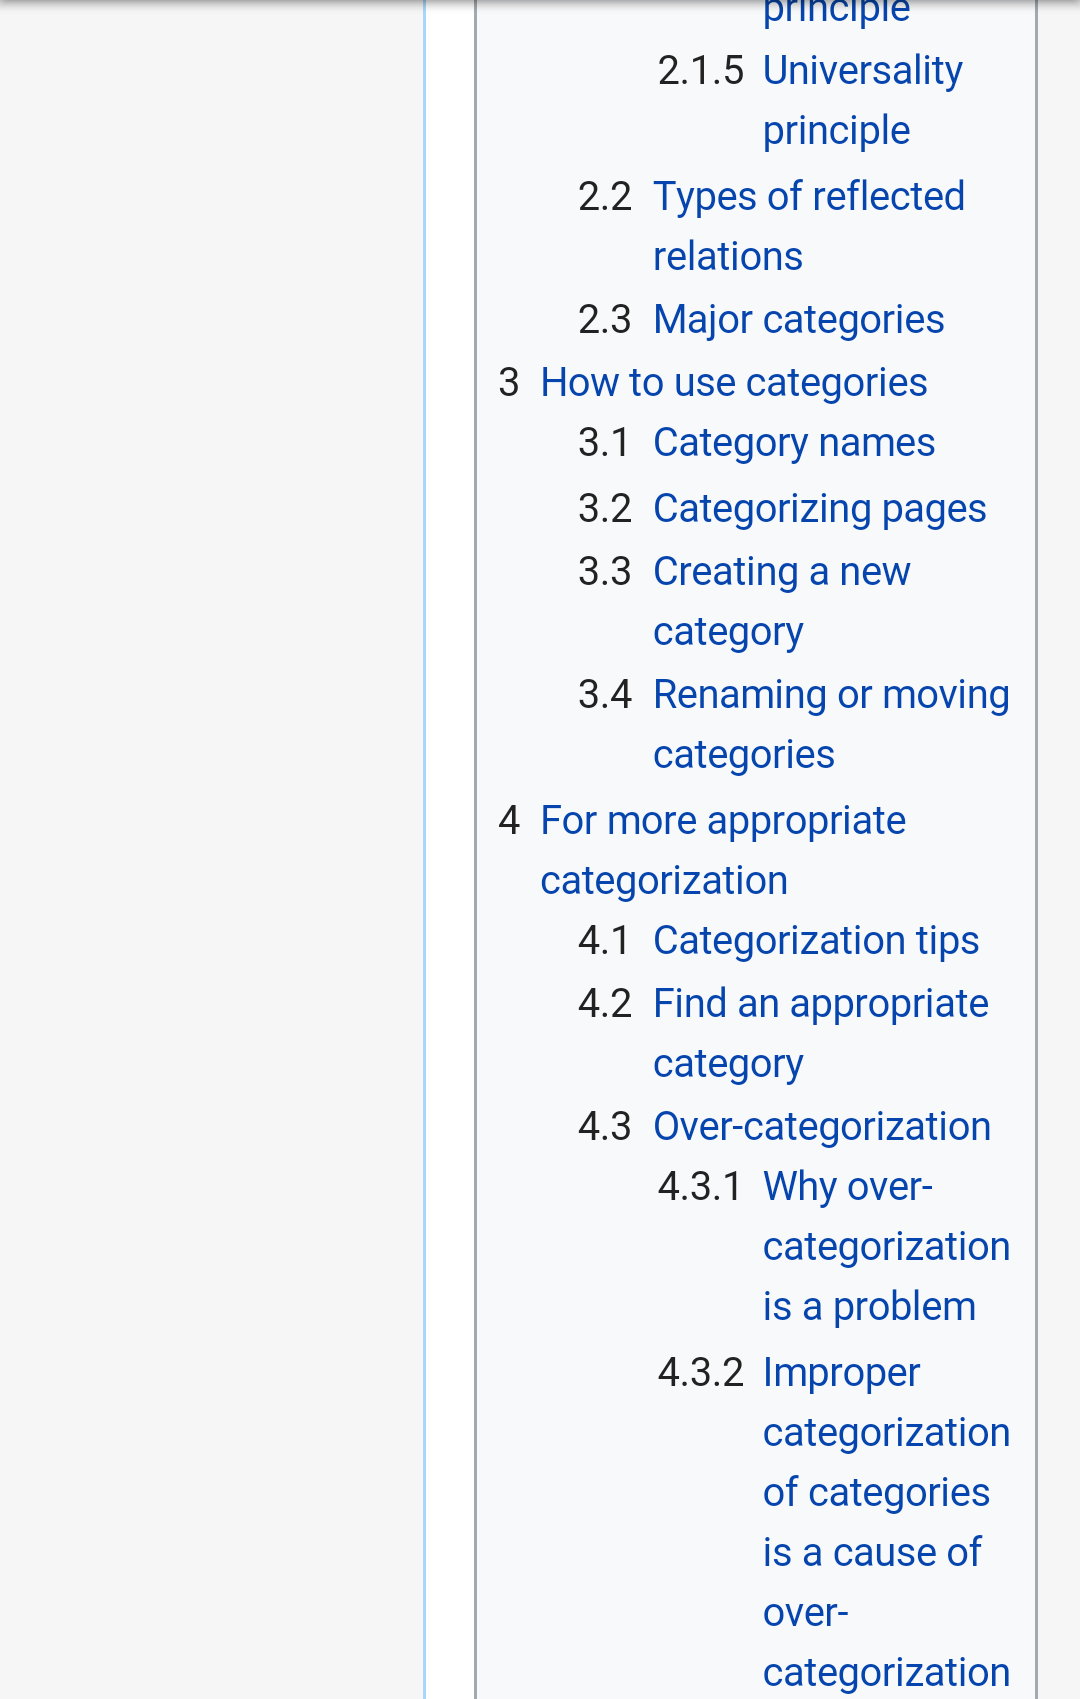 principle
2.1.5 Universality
principle
2.2 Types of reflected
relations
2.3 Major categories
3 How to use categories
3.1 Category names
3.2 Categorizing pages
3.3 Creating a new
category
3.4 Renaming or moving
categories
4 For more appropriate
categorization
4.1 Categorization tips
4.2 Find an appropriate
category
4.3 Over-categorization
4.3.1 Why over-
categorization
is a problem
4.3.2 Improper
categorization
of categories
is a cause of
over-
categorization